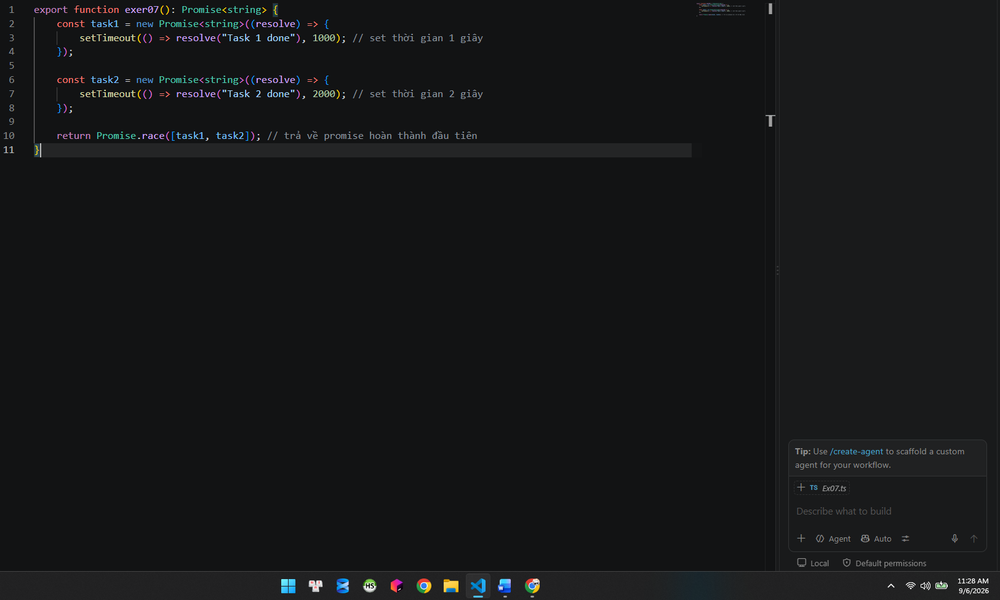 1 export function exer07(): Promise<string> {
2 const task1 = new Promise<string>((resolve) => {
3 setTimeout(() => resolve("Task 1 done"), 1000); // set thời gian 1 giây
4 });
5
6 const task2 = new Promise<string>((resolve) => {
7 setTimeout(() => resolve("Task 2 done"), 2000); // set thời gian 2 giây
8 });
9
10 return Promise.race([task1, task2]); // trả về promise hoàn thành đầu tiên
11 }
T
Tip: Use /create-agent to scaffold a custom
agent for your workflow.
TS Ex07.ts
Describe what to build
Agent Auto
Local Default permissions
HS
W
11:28 AM
9/6/2026